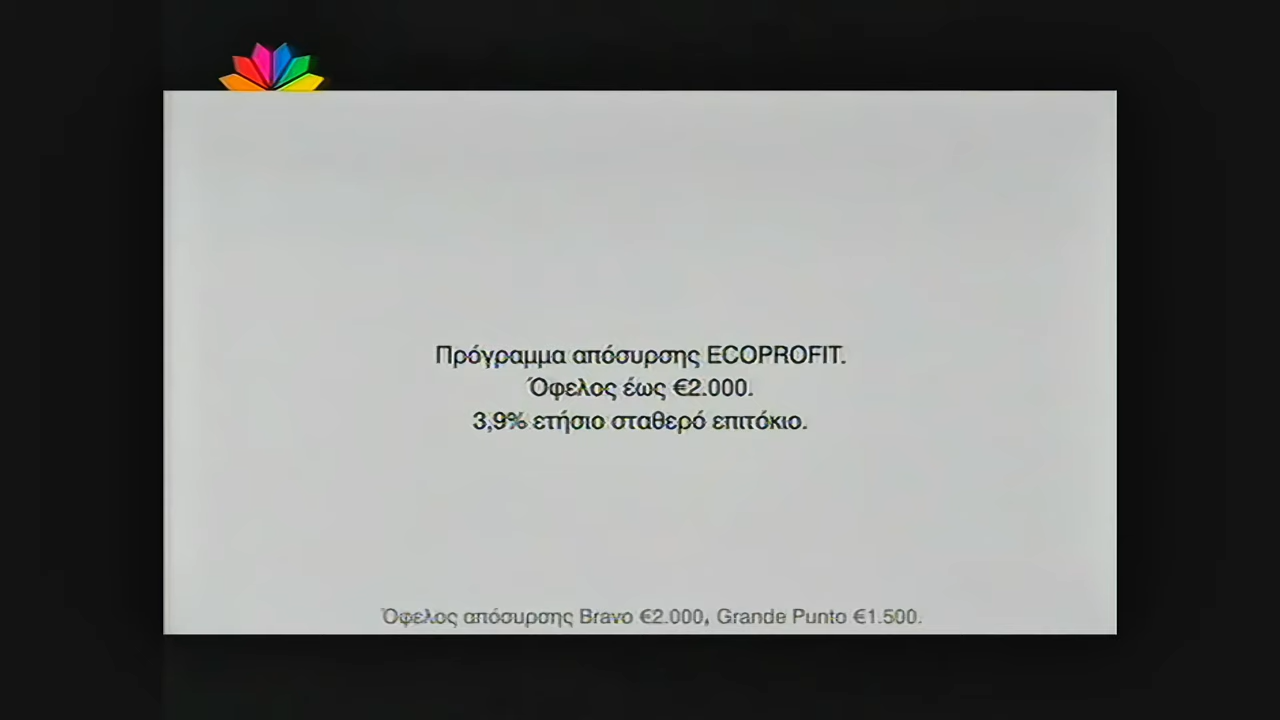 Πρόγραμμα απόσυρσης ECOPROFIT.
Όφελος έως €2.000.
3,9% ετήσιο σταθερό επιτόκιο.
Όφελος απόσυρσης Bravo €2.000, Grande Punto €1.500.